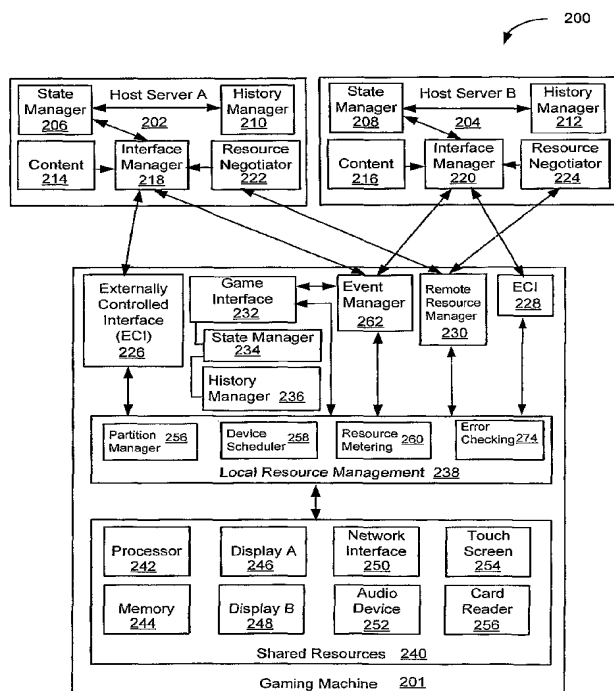 200
State Manager 206
Host Server A 202
History Manager 210
Content 214
Interface Manager 218
Resource Negotiator 222
State Manager 208
Host Server B 204
History Manager 212
Content 216
Interface Manager 220
Resource Negotiator 224
Externally Controlled Interface (ECI) 226
Game Interface 232
State Manager 234
History Manager 236
Event Manager 262
Remote Resource Manager 230
ECI 228
Partition Manager 256
Device Scheduler 258
Resource Metering 260
Error Checking 274
Local Resource Management 238
Processor 242
Display A 246
Network Interface 250
Touch Screen 254
Memory 244
Display B 248
Audio Device 252
Card Reader 256
Shared Resources 240
Gaming Machine 201